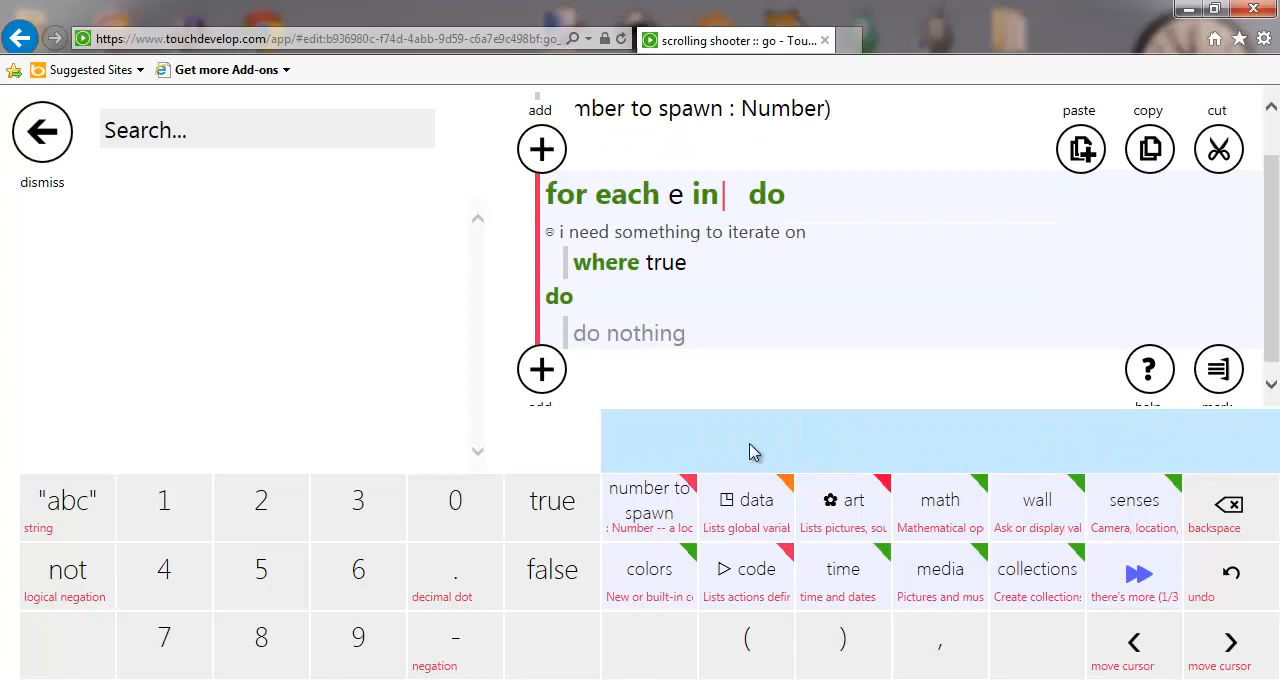 https://www.touchdevelop.com/app/#edit:b936980c-f74d-4abb-9d59-c6a7e9c498bf:go_
scrolling shooter :: go - Tou...
Suggested Sites
Get more Add-ons
Search...
dismiss
add
mber to spawn : Number)
paste
copy
cut
for each e in do
i need something to iterate on
where true
do
do nothing
"abc"
string
1
2
3
0
true
number to spawn
: Number -- a loc
data
Lists global variab
art
Lists pictures, sou
math
Mathematical op
wall
Ask or display val
senses
Camera, location,
backspace
not
logical negation
4
5
6
.
decimal dot
false
colors
New or built-in c
code
Lists actions defin
time
time and dates
media
Pictures and mus
collections
Create collections
there's more (1/3
undo
7
8
9
-
negation
(
)
,
move cursor
move cursor